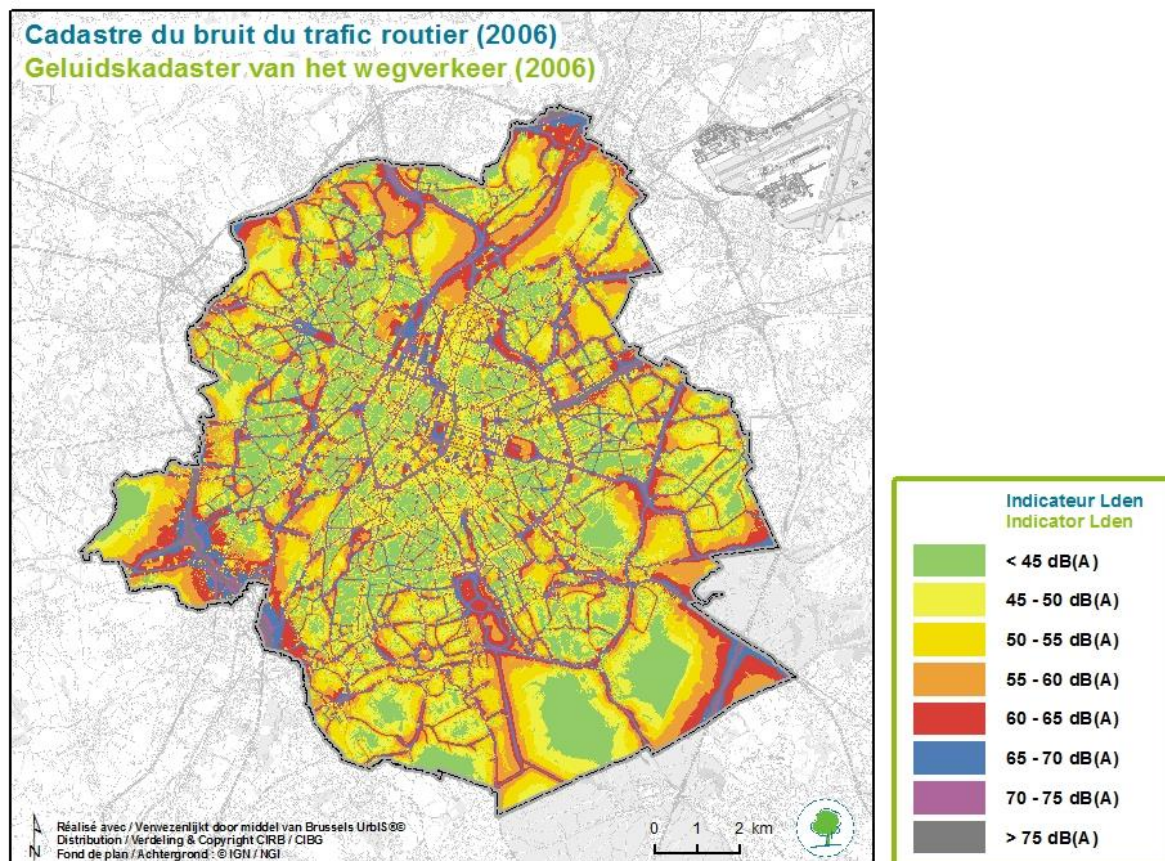 Cadastre du bruit du trafic routier (2006)
Geluidskadaster van het wegverkeer (2006)
Indicateur Lden
Indicator Lden
< 45 dB(A)
45 - 50 dB(A)
50 - 55 dB(A)
55 - 60 dB(A)
60 - 65 dB(A)
65 - 70 dB(A)
70 - 75 dB(A)
> 75 dB(A)
N
Réalisé avec / Verwezenlijkt door middel van Brussels UrbIS®©
Distribution / Verdeling & Copyright CIRB / CIBG
Fond de plan / Achtergrond : © IGN / NGI
0 1 2 km